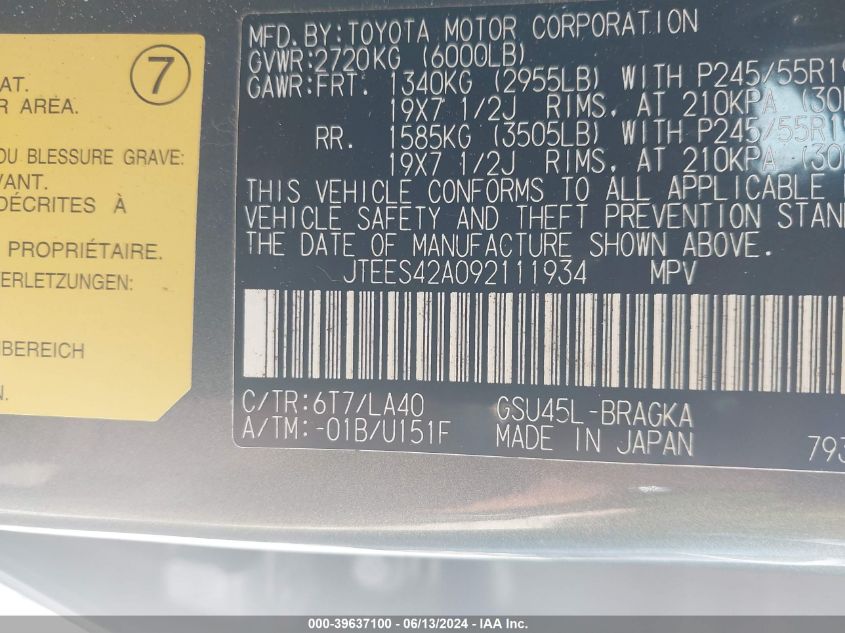 7
AT.
R AREA.
OU BLESSURE GRAVE:
VANT.
DÉCRITES À
PROPRIÉTAIRE.
ERLETZUNGEN:
NBEREICH
N.
MFD. BY: TOYOTA MOTOR CORPORATION
GVWR: 2720KG (6000LB)
GAWR: FRT. 1340KG (2955LB) WITH P245/55R19
19X7 1/2J RIMS, AT 210KPA (30
RR. 1585KG (3505LB) WITH P245/55R19
19X7 1/2J RIMS, AT 210KPA (30
THIS VEHICLE CONFORMS TO ALL APPLICABLE
VEHICLE SAFETY AND THEFT PREVENTION STAN
THE DATE OF MANUFACTURE SHOWN ABOVE.
JTEES42A092111934 MPV
C/TR: 6T7/LA40 GSU45L-BRAGKA
A/TM: -01B/U151F MADE IN JAPAN 793
000-39637100 - 06/13/2024 - IAA Inc.